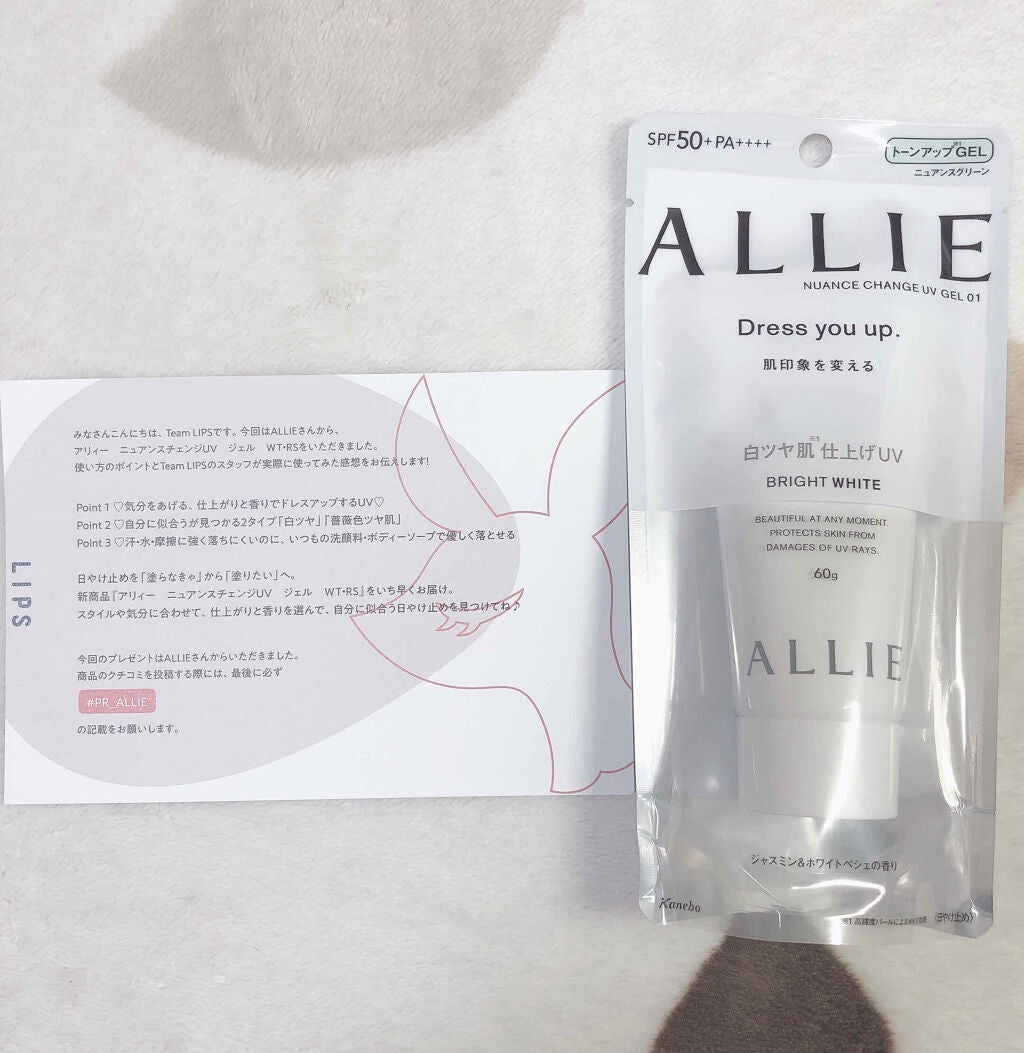 みなさんこんにちは、Team LIPSです。今回はALLIEさんから、
アリィー ニュアンスチェンジUV ジェル WT・RSをいただきました。
使い方のポイントとTeam LIPSのスタッフが実際に使ってみた感想をお伝えします!
Point 1 ♡気分をあげる、仕上がりと香りでドレスアップするUV♡
Point 2 ♡自分に似合うが見つかる2タイプ「白ツヤ」「薔薇色ツヤ肌」
Point 3 ♡汗・水・摩擦に強く落ちにくいのに、いつもの洗顔料・ボディーソープで優しく落とせる
日やけ止めを「塗らなきゃ」から「塗りたい」へ。
新商品『アリィー ニュアンスチェンジUV ジェル WT・RS』をいち早くお届け。
スタイルや気分に合わせて、仕上がりと香りを選んで、自分に似合う日やけ止めを見つけてね♪
今回のプレゼントはALLIEさんからいただきました。
商品のクチコミを投稿する際には、最後に必ず
#PR_ALLIE
の記載をお願いします。
LIPS
SPF50+PA++++
トーンアップ※1GEL
ニュアンスグリーン
ALLIE
NUANCE CHANGE UV GEL 01
Dress you up.
肌印象を変える
白ツヤ肌※1仕上げUV
BRIGHT WHITE
BEAUTIFUL AT ANY MOMENT.
PROTECTS SKIN FROM
DAMAGES OF UV RAYS.
60g
ALLIE
ジャスミン&ホワイトペシェの香り
Kanebo
※1 高輝度パールによる
(日やけ止め)